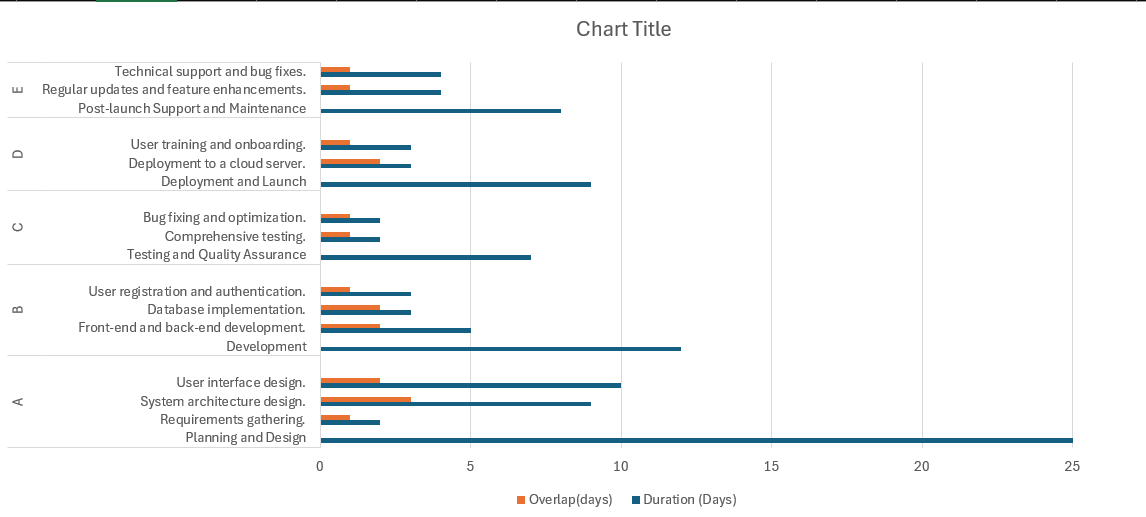 Chart Title
E
Technical support and bug fixes.
Regular updates and feature enhancements.
Post-launch Support and Maintenance
D
User training and onboarding.
Deployment to a cloud server.
Deployment and Launch
C
Bug fixing and optimization.
Comprehensive testing.
Testing and Quality Assurance
B
User registration and authentication.
Database implementation.
Front-end and back-end development.
Development
A
User interface design.
System architecture design.
Requirements gathering.
Planning and Design
0 5 10 15 20 25
Overlap(days) Duration (Days)